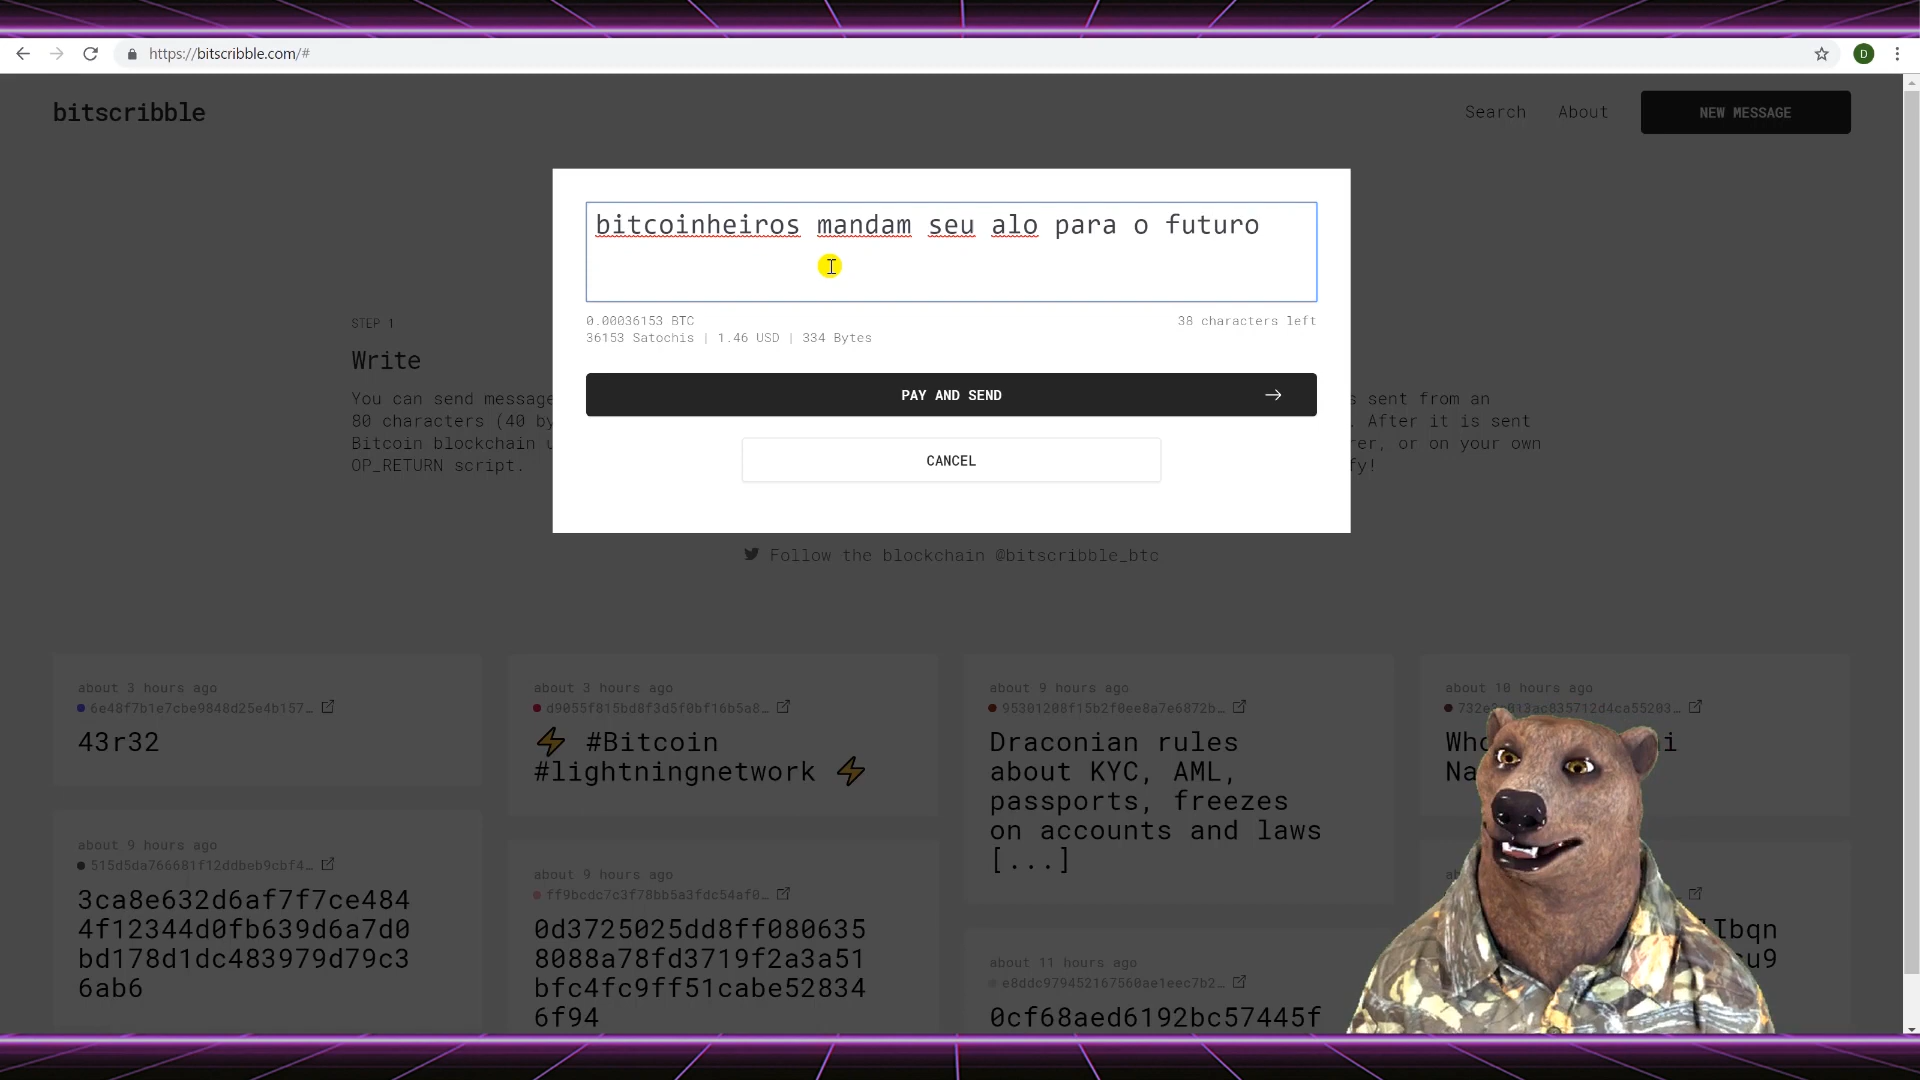 https://bitscribble.com/#
D
bitscribble
Search
About
NEW MESSAGE
bitcoinheiros mandam seu alo para o futuro
0.00036153 BTC
38 characters left
36153 Satochis | 1.46 USD | 334 Bytes
PAY AND SEND
CANCEL
STEP 1
Write
You can send message
80 characters (40 by
Bitcoin blockchain u
OP_RETURN script.
s sent from an
. After it is sent
rer, or on your own
fy!
Follow the blockchain @bitscribble_btc
about 3 hours ago
6e48f7b1e7cbe9848d25e4b157…
43r32
about 3 hours ago
d9055f815bd8f3d5f0bf16b5a8…
⚡ #Bitcoin
#lightningnetwork ⚡
about 9 hours ago
95301208f15b2f0ee8a7e6872b…
Draconian rules
about KYC, AML,
passports, freezes
on accounts and laws
[...]
about 10 hours ago
about 9 hours ago
515d5da766681f12ddbeb9cbf4…
3ca8e632d6af7f7ce484
4f12344d0fb639d6a7d0
bd178d1dc483979d79c3
6ab6
about 9 hours ago
ff9bcdc7c3f78bb5a3fdc54af0…
0d3725025dd8ff080635
8088a78fd3719f2a3a51
bfc4fc9ff51cabe52834
6f94
about 11 hours ago
e8ddc979452167560ae1eec7b2…
0cf68aed6192bc57445f